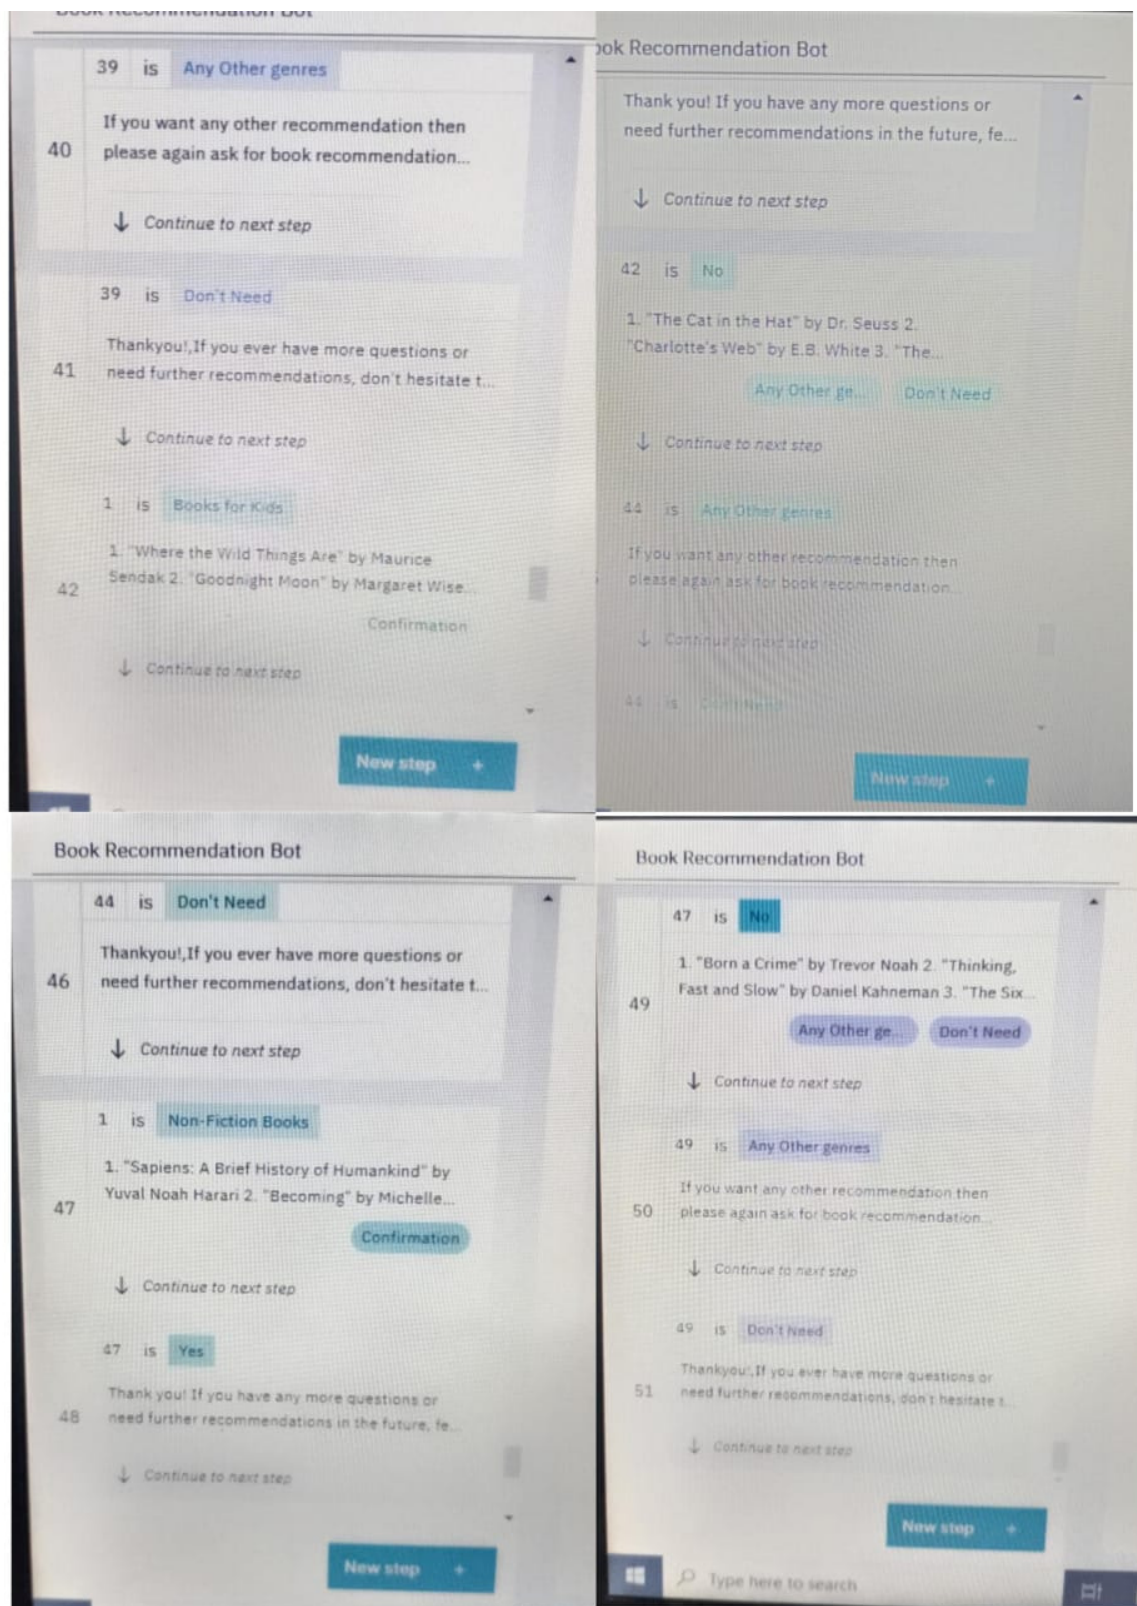 Book Recommendation Bot
39 is Any Other genres
If you want any other recommendation then
40 please again ask for book recommendation...
↓ Continue to next step
39 is Don't Need
Thankyou!,If you ever have more questions or
41 need further recommendations, don't hesitate t...
↓ Continue to next step
1 is Books for Kids
1. "Where the Wild Things Are" by Maurice
42 Sendak 2. "Goodnight Moon" by Margaret Wise...
Confirmation
↓ Continue to next step
New step +
ook Recommendation Bot
Thank you! If you have any more questions or
need further recommendations in the future, fe...
↓ Continue to next step
42 is No
1. "The Cat in the Hat" by Dr. Seuss 2.
"Charlotte's Web" by E.B. White 3. "The...
Any Other ge... Don't Need
↓ Continue to next step
44 is Any Other genres
If you want any other recommendation then
please again ask for book recommendation...
↓ Continue to next step
44 is Don't Need
New step +
Book Recommendation Bot
44 is Don't Need
Thankyou!,If you ever have more questions or
46 need further recommendations, don't hesitate t...
↓ Continue to next step
1 is Non-Fiction Books
1. "Sapiens: A Brief History of Humankind" by
47 Yuval Noah Harari 2. "Becoming" by Michelle...
Confirmation
↓ Continue to next step
47 is Yes
Thank you! If you have any more questions or
48 need further recommendations in the future, fe...
↓ Continue to next step
New step +
Book Recommendation Bot
47 is No
1. "Born a Crime" by Trevor Noah 2. "Thinking,
49 Fast and Slow" by Daniel Kahneman 3. "The Six...
Any Other ge... Don't Need
↓ Continue to next step
49 is Any Other genres
If you want any other recommendation then
50 please again ask for book recommendation...
↓ Continue to next step
49 is Don't Need
Thankyou!,If you ever have more questions or
51 need further recommendations, don't hesitate t...
↓ Continue to next step
New step +
Type here to search